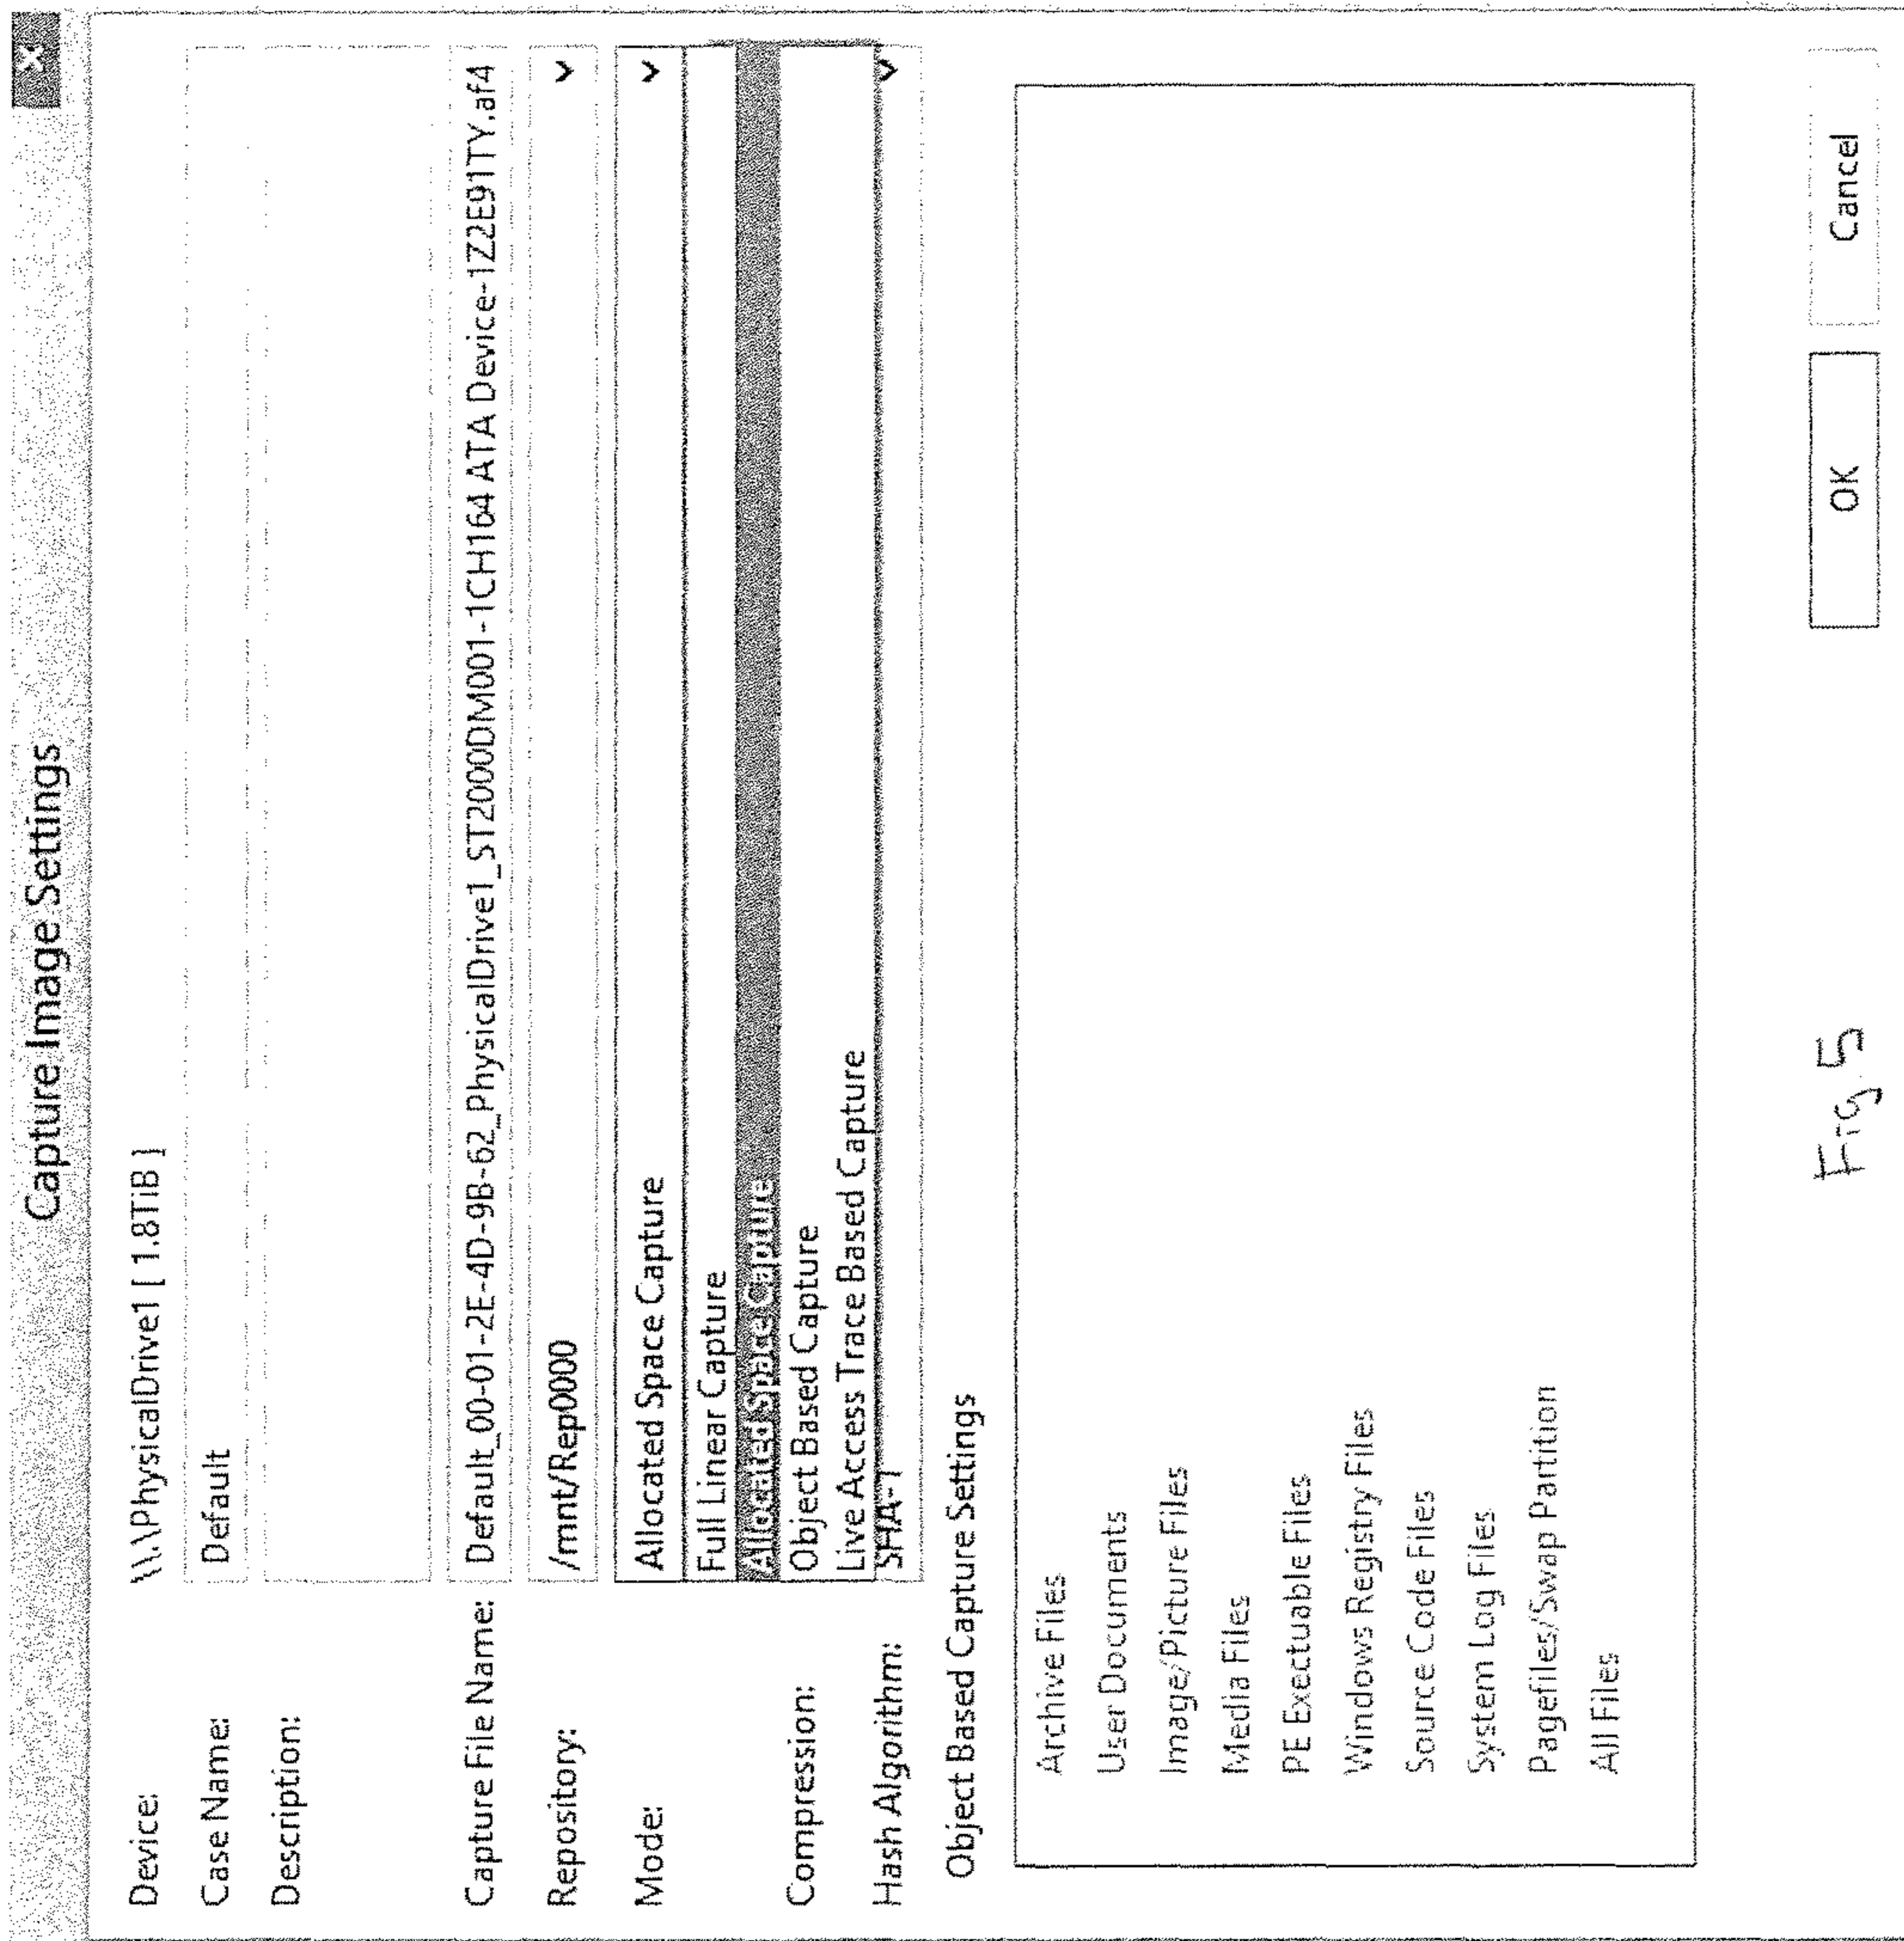 Capture Image Settings
X
Device: \\.\PhysicalDrive1 [ 1.8TiB ]
Case Name: Default
Description:
Capture File Name: Default_00-01-2E-4D-9B-62_PhysicalDrive1_ST2000DM001-1CH164 ATA Device-1Z2E91TY.af4
Repository: /mnt/Rep0000
Mode: Allocated Space Capture
Full Linear Capture
Allocated Space Capture
Compression: Object Based Capture
Live Access Trace Based Capture
Hash Algorithm: SHA-1
Object Based Capture Settings
Archive Files
User Documents
Image/Picture Files
Media Files
PE Exectuable Files
Windows Registry Files
Source Code Files
System Log Files
Pagefiles/Swap Partition
All Files
OK
Cancel
Fig. 5